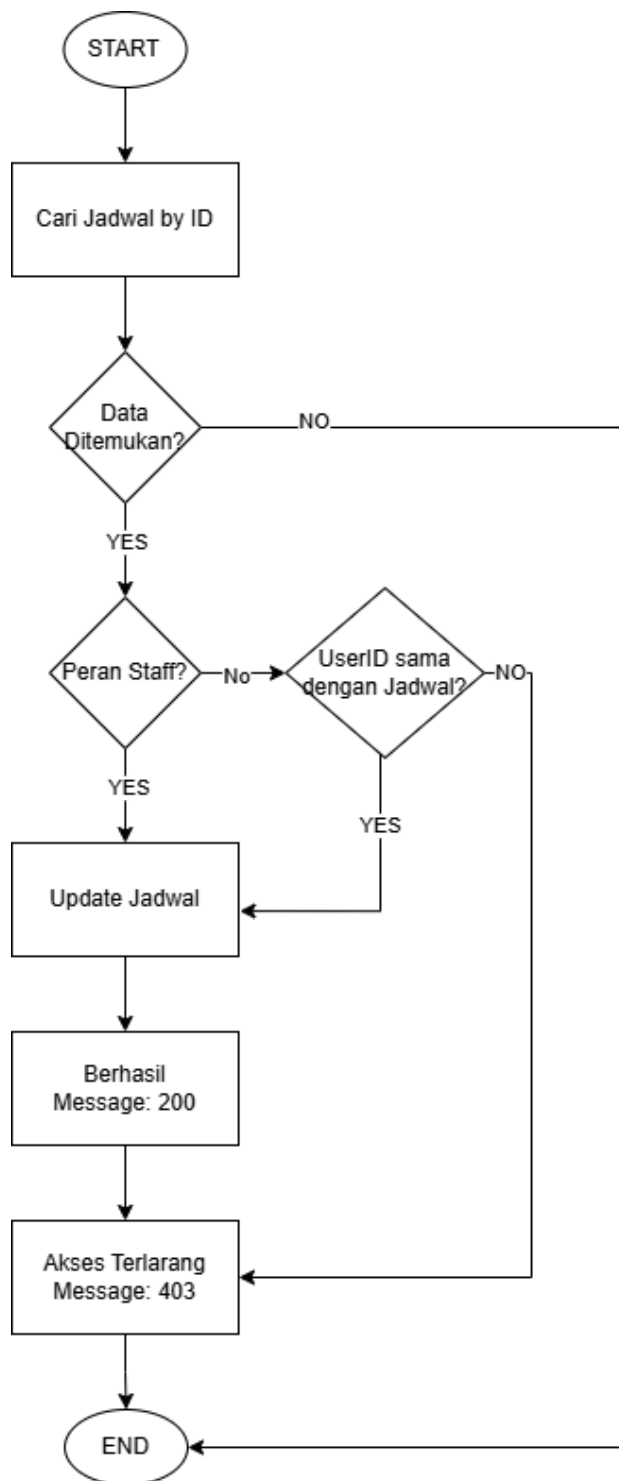 START
Cari Jadwal by ID
Data
Ditemukan?
NO
YES
Peran Staff?
No
UserID sama
dengan Jadwal?
NO
YES
YES
Update Jadwal
Berhasil
Message: 200
Akses Terlarang
Message: 403
END